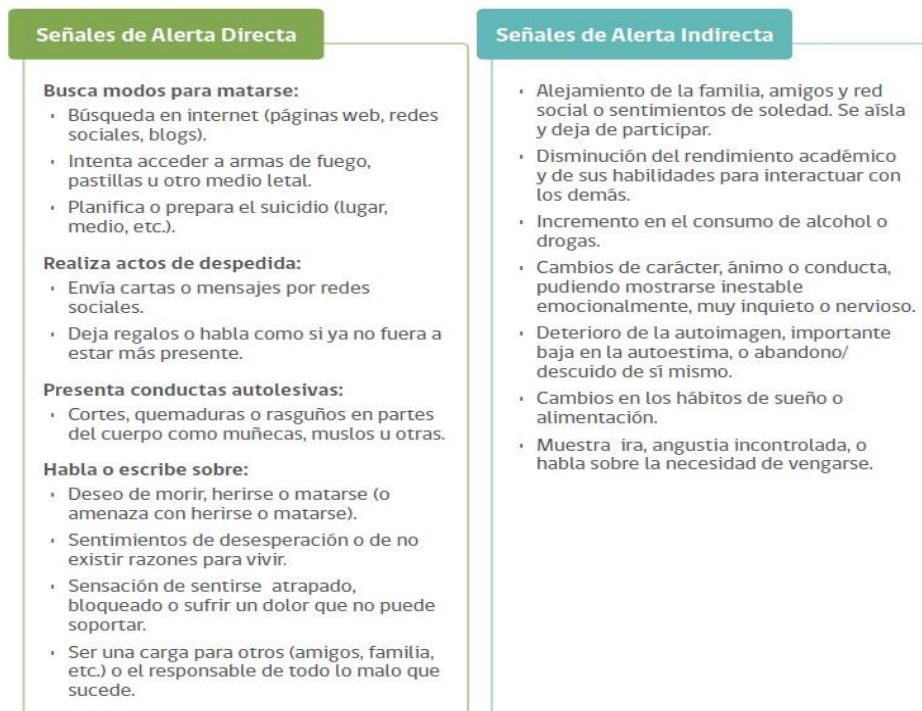 Señales de Alerta Directa
Busca modos para matarse:
· Búsqueda en internet (páginas web, redes
sociales, blogs).
· Intenta acceder a armas de fuego,
pastillas u otro medio letal.
· Planifica o prepara el suicidio (lugar,
medio, etc.).
Realiza actos de despedida:
· Envía cartas o mensajes por redes
sociales.
· Deja regalos o habla como si ya no fuera a
estar más presente.
Presenta conductas autolesivas:
· Cortes, quemaduras o rasguños en partes
del cuerpo como muñecas, muslos u otras.
Habla o escribe sobre:
· Deseo de morir, herirse o matarse (o
amenaza con herirse o matarse).
· Sentimientos de desesperación o de no
existir razones para vivir.
· Sensación de sentirse atrapado,
bloqueado o sufrir un dolor que no puede
soportar.
· Ser una carga para otros (amigos, familia,
etc.) o el responsable de todo lo malo que
sucede.
Señales de Alerta Indirecta
· Alejamiento de la familia, amigos y red
social o sentimientos de soledad. Se aísla
y deja de participar.
· Disminución del rendimiento académico
y de sus habilidades para interactuar con
los demás.
· Incremento en el consumo de alcohol o
drogas.
· Cambios de carácter, ánimo o conducta,
pudiendo mostrarse inestable
emocionalmente, muy inquieto o nervioso.
· Deterioro de la autoimagen, importante
baja en la autoestima, o abandono/
descuido de sí mismo.
· Cambios en los hábitos de sueño o
alimentación.
· Muestra ira, angustia incontrolada, o
habla sobre la necesidad de vengarse.